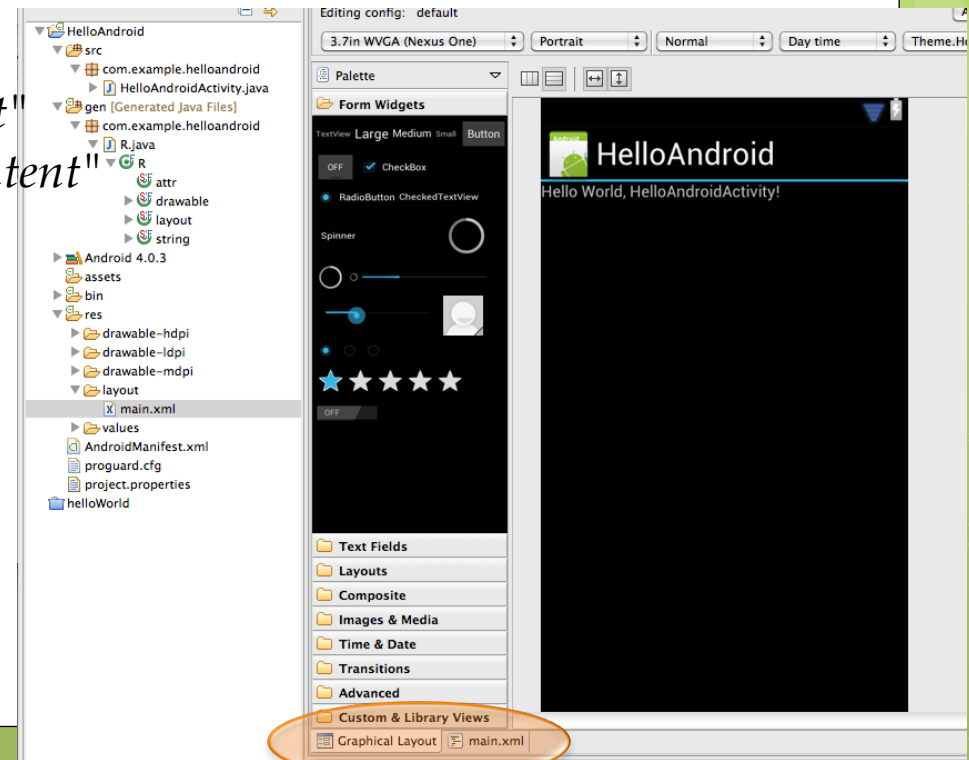 t"
tent"
HelloAndroid
src
com.example.helloandroid
HelloAndroidActivity.java
gen [Generated Java Files]
com.example.helloandroid
R.java
R
attr
drawable
layout
string
Android 4.0.3
assets
bin
res
drawable-hdpi
drawable-ldpi
drawable-mdpi
layout
main.xml
values
AndroidManifest.xml
proguard.cfg
project.properties
helloWorld
Editing config: default
3.7in WVGA (Nexus One) Portrait Normal Day time Theme.Ho
Palette
Form Widgets
TextView Large Medium Small Button
OFF CheckBox
RadioButton CheckedTextView
Spinner
OFF
Text Fields
Layouts
Composite
Images & Media
Time & Date
Transitions
Advanced
Custom & Library Views
Graphical Layout main.xml
Android
HelloAndroid
Hello World, HelloAndroidActivity!